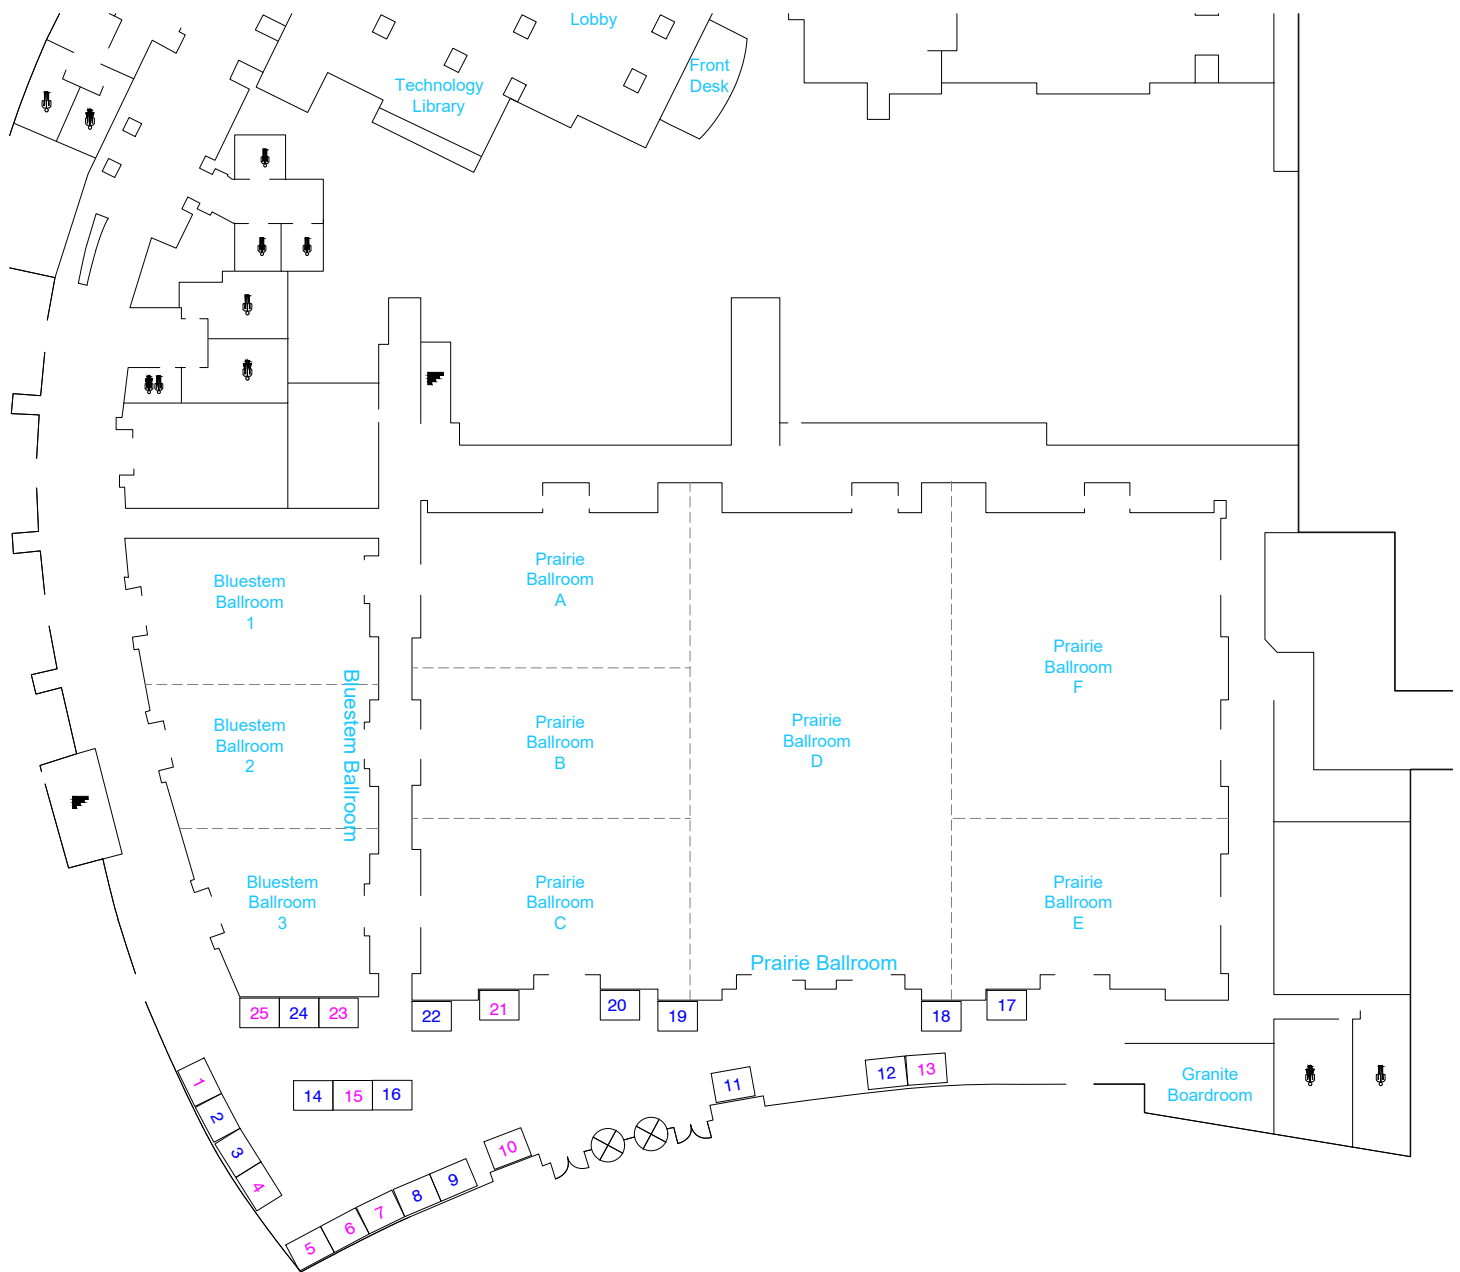 Lobby
Technology
Library
Front
Desk
Bluestem
Ballroom
1
Prairie
Ballroom
A
Prairie
Ballroom
F
Bluestem
Ballroom
2
Bluestem Ballroom
Prairie
Ballroom
B
Prairie
Ballroom
D
Bluestem
Ballroom
3
Prairie
Ballroom
C
Prairie
Ballroom
E
Prairie Ballroom
25
24
23
22
21
20
19
18
17
1
2
3
4
14
15
16
11
12
13
Granite
Boardroom
10
9
8
7
6
5